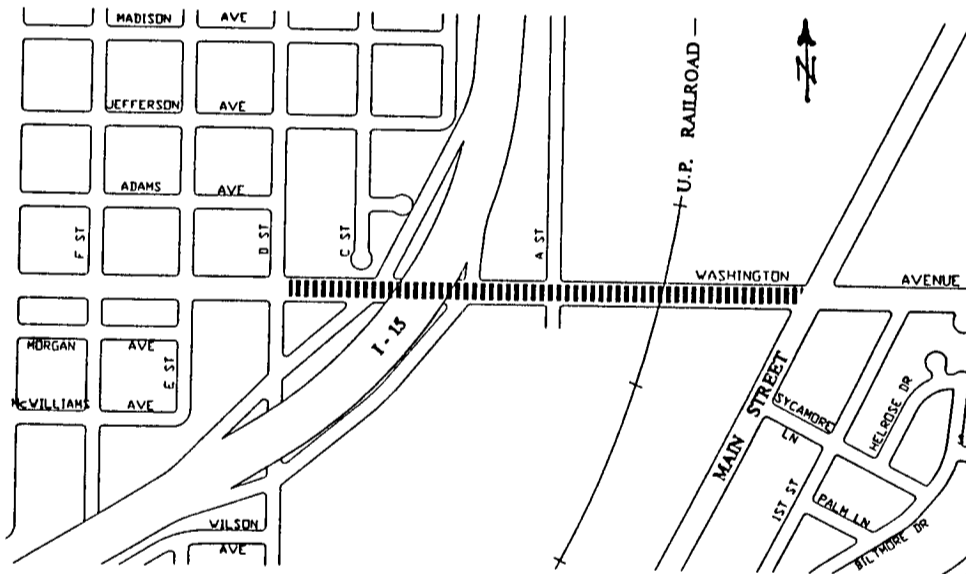 MADISON AVE
N
U.P. RAILROAD
JEFFERSON AVE
ADAMS AVE
F ST
D ST
C ST
A ST
WASHINGTON AVENUE
I - 15
MORGAN AVE
E ST
McWILLIAMS AVE
MAIN STREET
SYCAMORE LN
HELROSE DR
1ST ST
PALM LN
BILTMORE DR
WILSON AVE